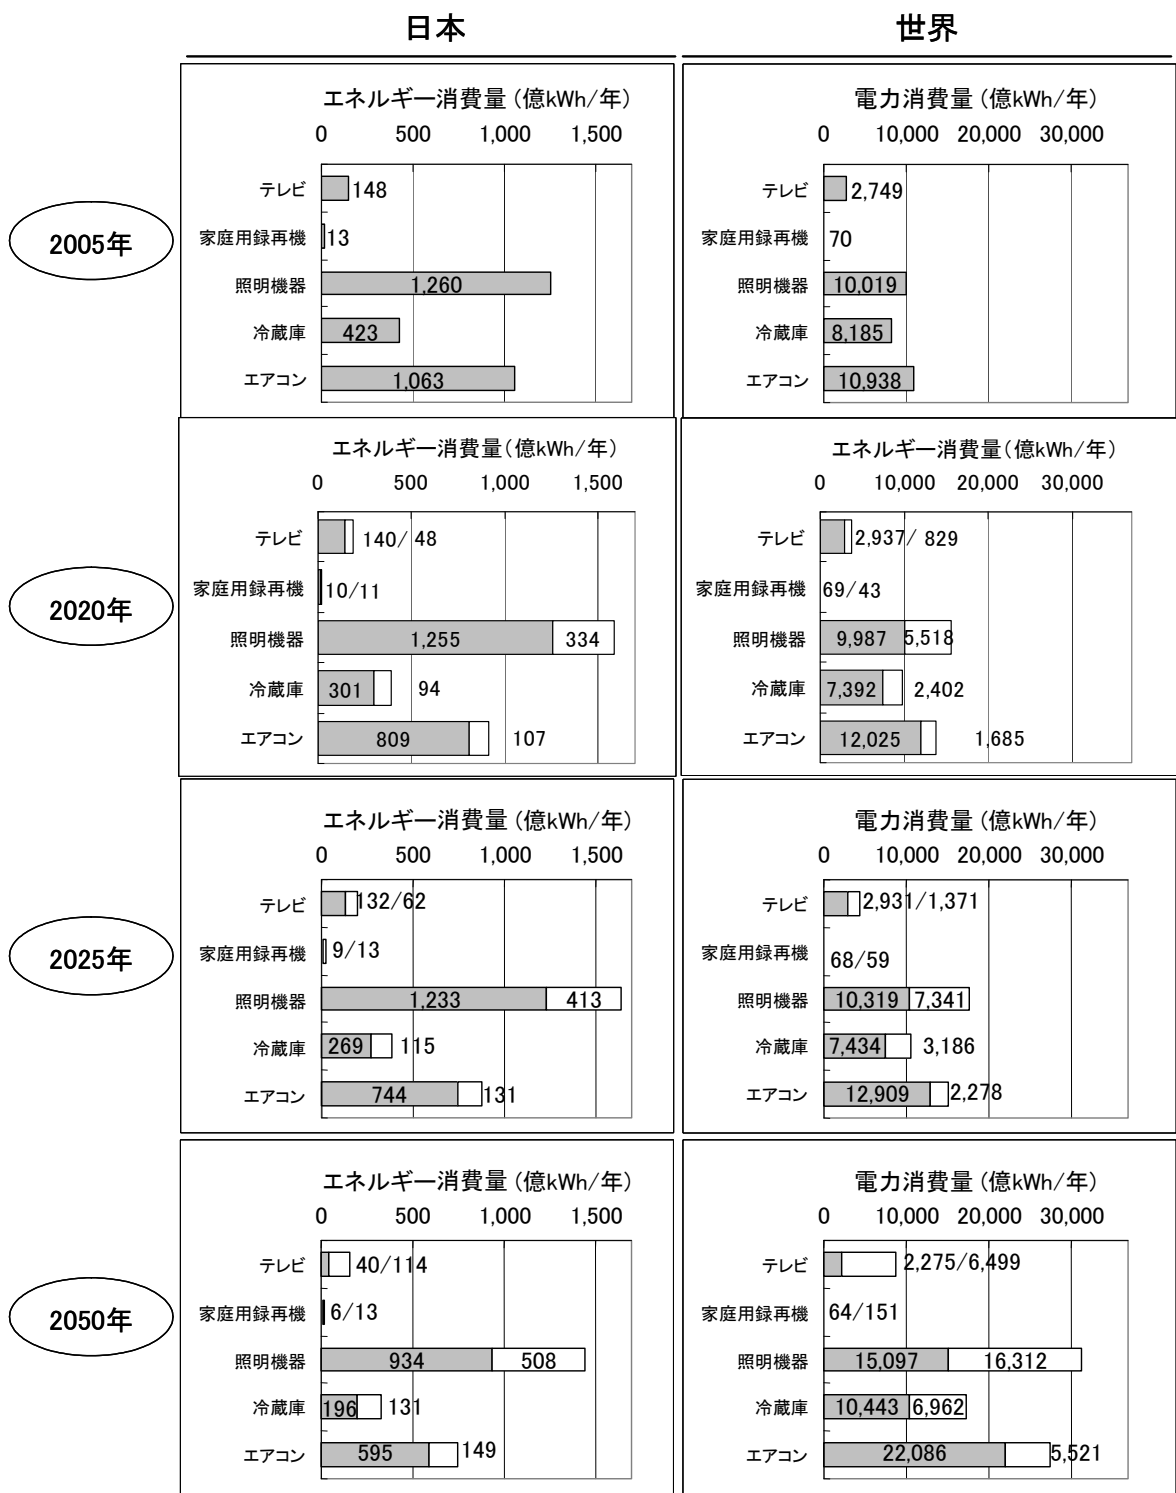 日本
世界
2005年
エネルギー消費量 (億kWh/年)
0 500 1,000 1,500
テレビ 148
家庭用録再機 13
照明機器 1,260
冷蔵庫 423
エアコン 1,063
電力消費量 (億kWh/年)
0 10,000 20,000 30,000
テレビ 2,749
家庭用録再機 70
照明機器 10,019
冷蔵庫 8,185
エアコン 10,938
2020年
エネルギー消費量(億kWh/年)
0 500 1,000 1,500
テレビ 140/ 48
家庭用録再機 10/11
照明機器 1,255 334
冷蔵庫 301 94
エアコン 809 107
エネルギー消費量(億kWh/年)
0 10,000 20,000 30,000
テレビ 2,937/ 829
家庭用録再機 69/43
照明機器 9,987 5,518
冷蔵庫 7,392 2,402
エアコン 12,025 1,685
2025年
エネルギー消費量 (億kWh/年)
0 500 1,000 1,500
テレビ 132/62
家庭用録再機 9/13
照明機器 1,233 413
冷蔵庫 269 115
エアコン 744 131
電力消費量 (億kWh/年)
0 10,000 20,000 30,000
テレビ 2,931/1,371
家庭用録再機 68/59
照明機器 10,319 7,341
冷蔵庫 7,434 3,186
エアコン 12,909 2,278
2050年
エネルギー消費量 (億kWh/年)
0 500 1,000 1,500
テレビ 40/114
家庭用録再機 6/13
照明機器 934 508
冷蔵庫 196 131
エアコン 595 149
電力消費量 (億kWh/年)
0 10,000 20,000 30,000
テレビ 2,275/6,499
家庭用録再機 64/151
照明機器 15,097 16,312
冷蔵庫 10,443 6,962
エアコン 22,086 5,521